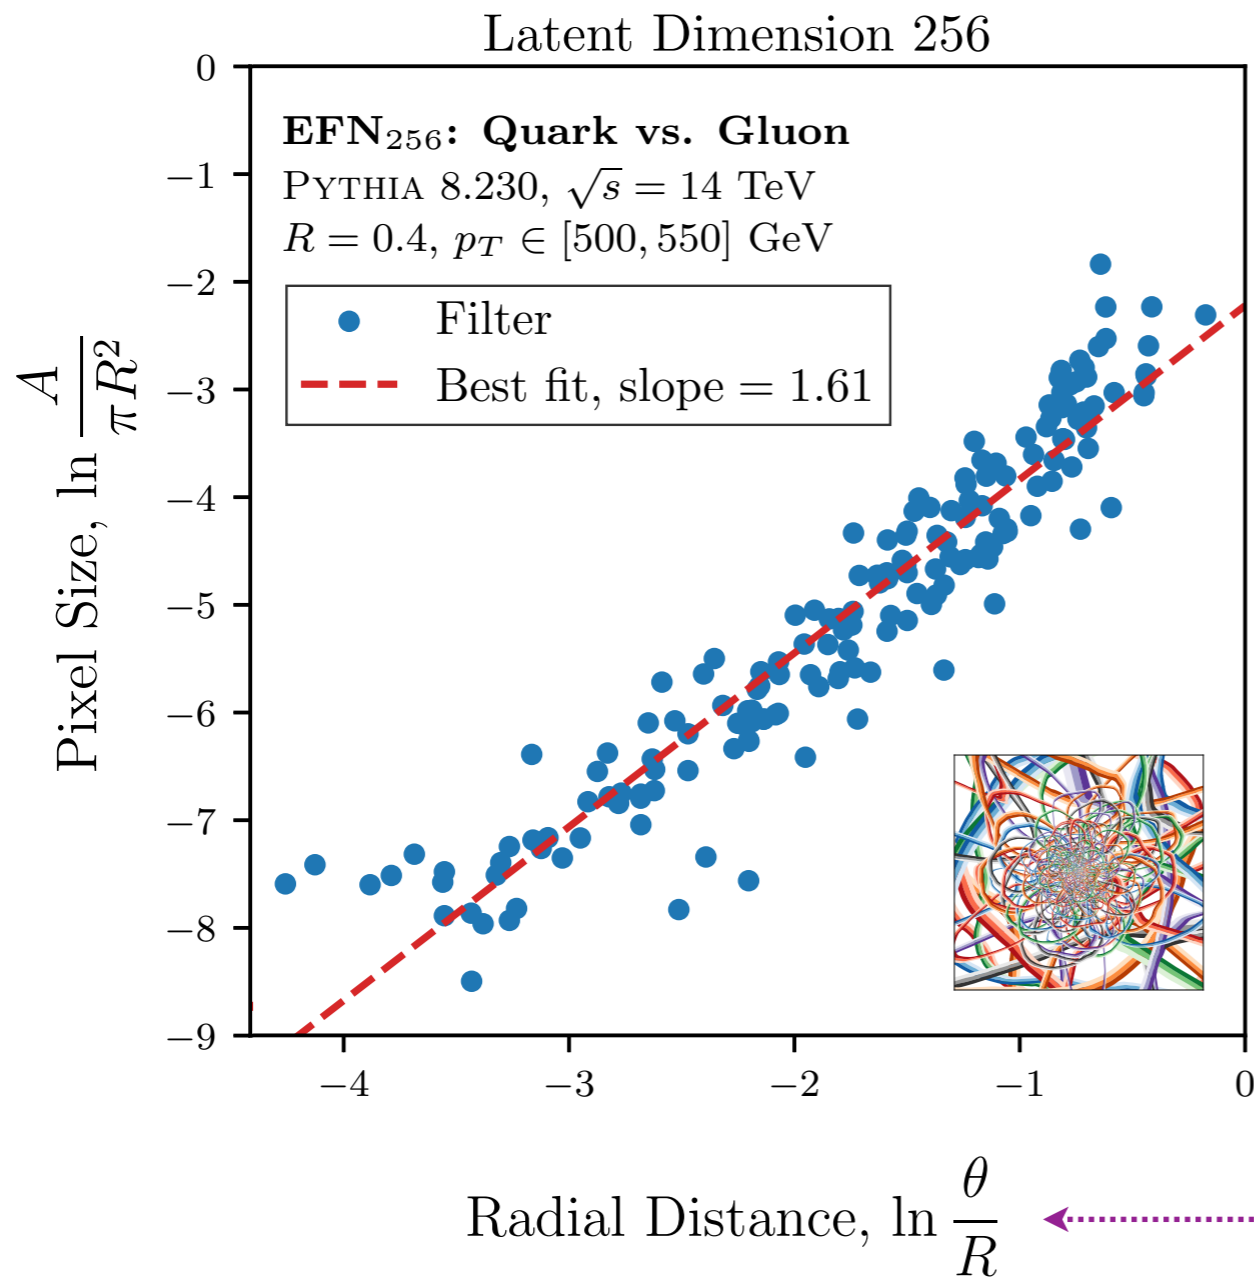 Latent Dimension 256
EFN₂₅₆: Quark vs. Gluon
PYTHIA 8.230, √s = 14 TeV
R = 0.4, p_T ∈ [500, 550] GeV
Filter
Best fit, slope = 1.61
Pixel Size, ln A/πR²
0
−1
−2
−3
−4
−5
−6
−7
−8
−9
−4
−3
−2
−1
0
Radial Distance, ln θ/R